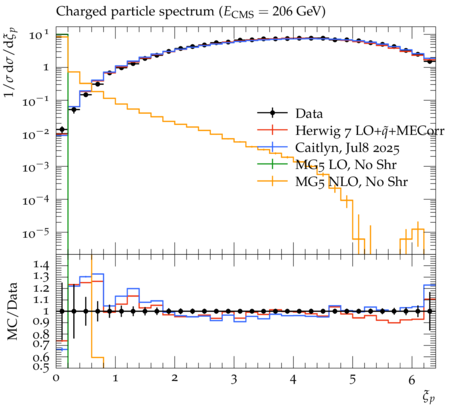 Charged particle spectrum (E_CMS = 206 GeV)
1/σ dσ/dξ_p
10^1
1
10^−1
10^−2
10^−3
10^−4
10^−5
Data
Herwig 7 LO+q̃+MECorr
Caitlyn, Jul8 2025
MG5 LO, No Shr
MG5 NLO, No Shr
MC/Data
1.4
1.3
1.2
1.1
1
0.9
0.8
0.7
0.6
0.5
0 1 2 3 4 5 6
ξ_p